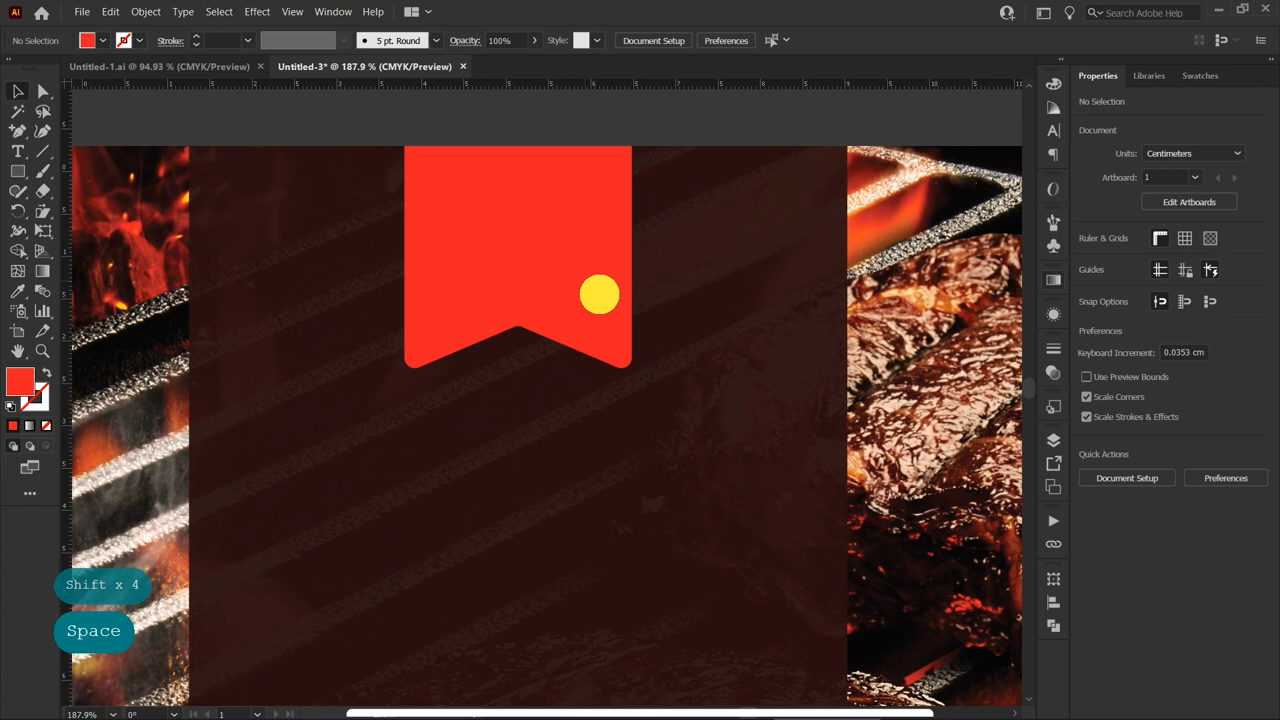 Ai File Edit Object Type Select Effect View Window Help Search Adobe Help
No Selection Stroke: 5 pt. Round Opacity: 100% Style: Document Setup Preferences
Untitled-1.ai @ 94.93 % (CMYK/Preview) × Untitled-3* @ 187.9 % (CMYK/Preview) ×
Properties Libraries Swatches
No Selection
Document
Units: Centimeters
Artboard: 1
Edit Artboards
Ruler & Grids
Guides
Snap Options
Preferences
Keyboard Increment: 0.0353 cm
Use Preview Bounds
Scale Corners
Scale Strokes & Effects
Quick Actions
Document Setup Preferences
Shift x 4
Space
187.9% 0° 1